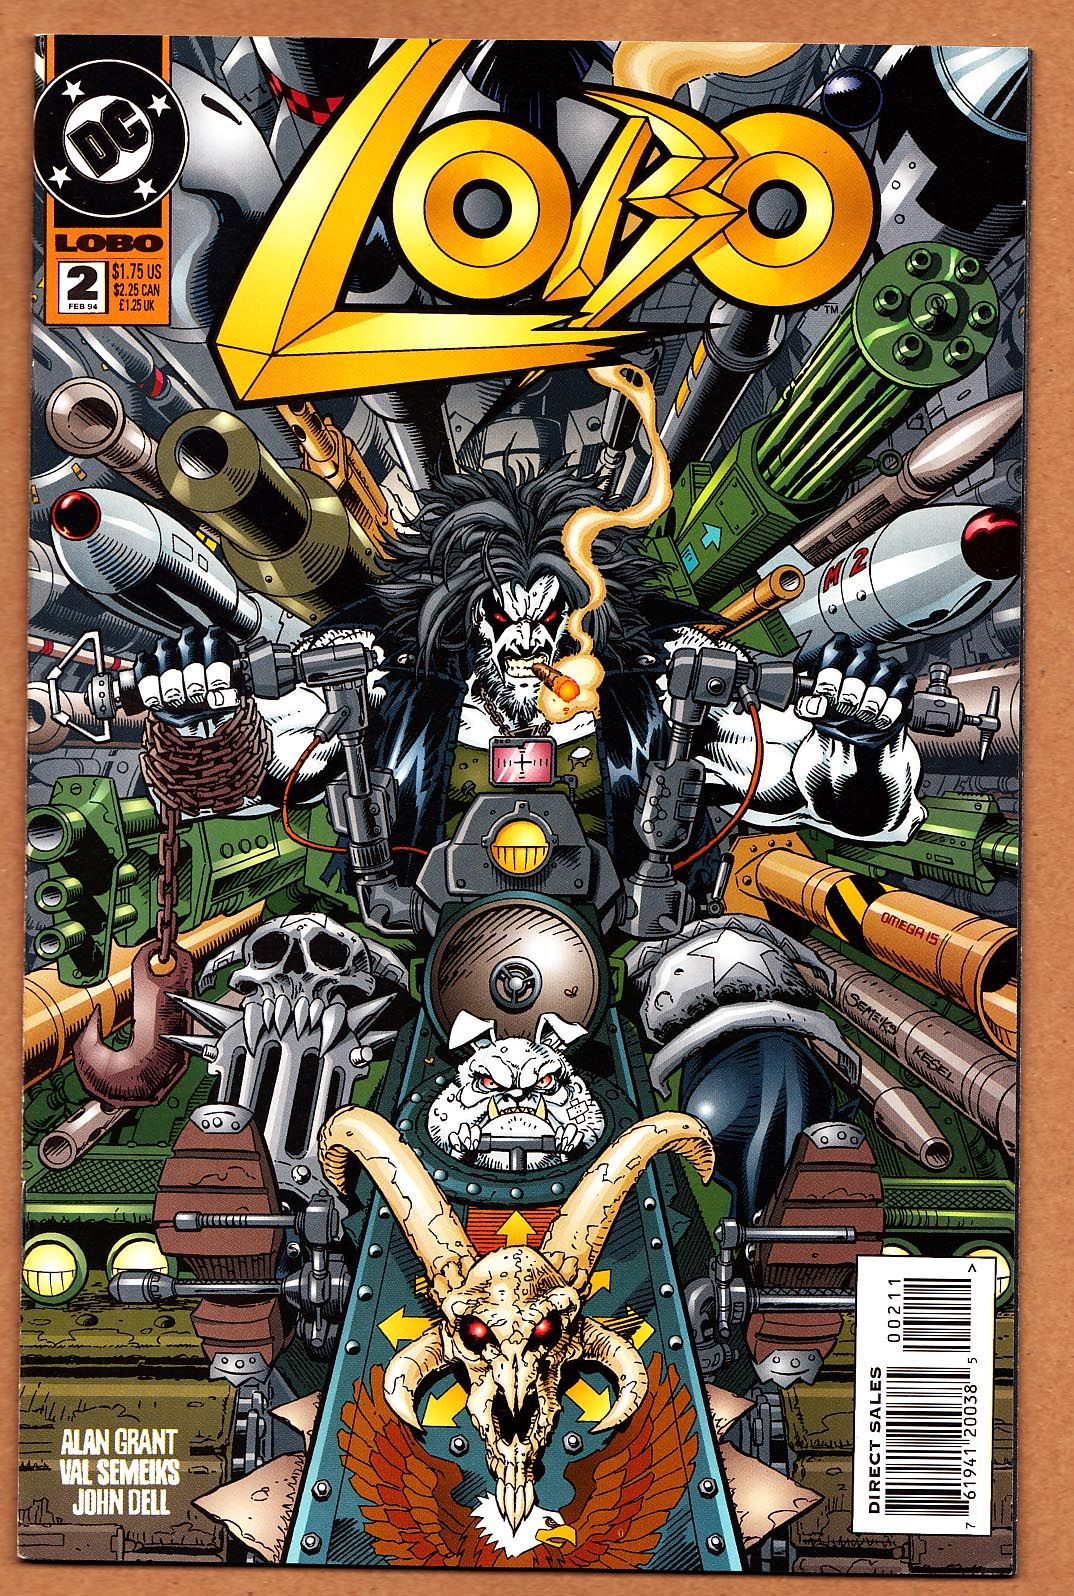 LOBO
DC
LOBO
2
FEB 94
$1.75 US
$2.25 CAN
£1.25 UK
TM
M2
OMEGA 15
SEMEIKS
KESEL
ALAN GRANT
VAL SEMEIKS
JOHN DELL
DIRECT SALES
00211
7 61941 20038 5
>